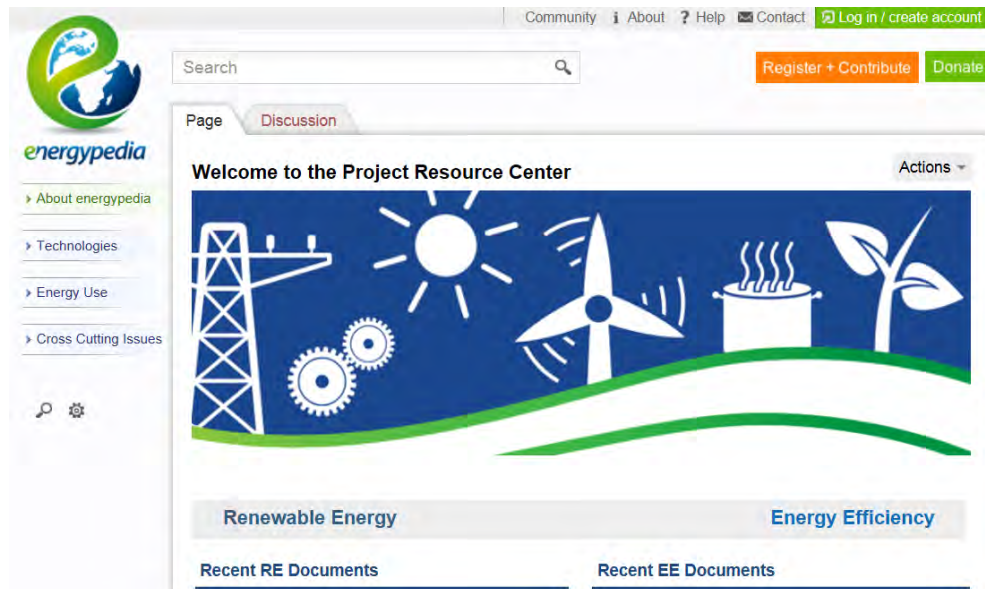 Community i About ? Help Contact Log in / create account
Search
Register + Contribute Donate
Page Discussion
energypedia
Welcome to the Project Resource Center
Actions
About energypedia
Technologies
Energy Use
Cross Cutting Issues
Renewable Energy Energy Efficiency
Recent RE Documents Recent EE Documents